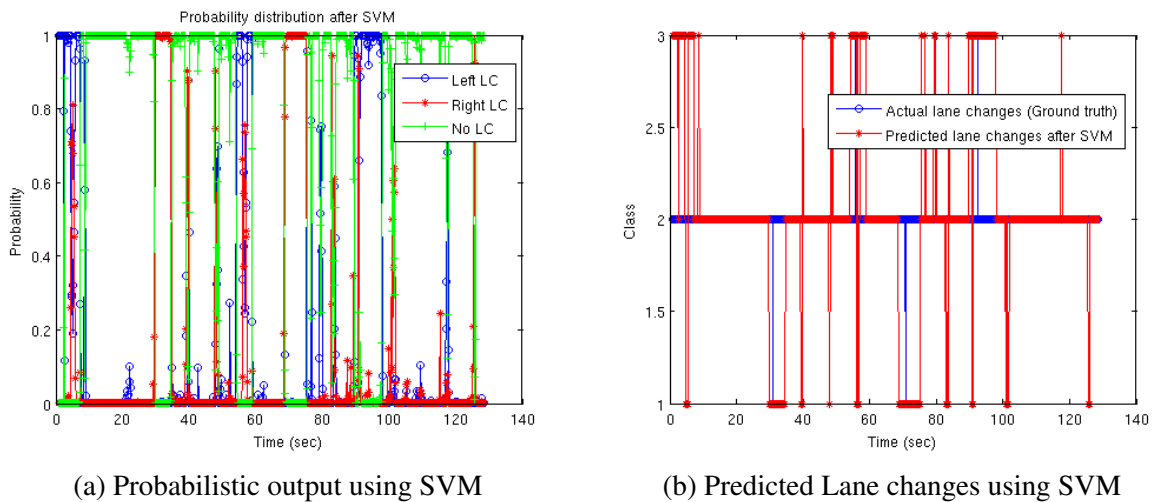 Probability distribution after SVM
1
0.8
0.6
0.4
0.2
0
Probability
Left LC
Right LC
No LC
0 20 40 60 80 100 120 140
Time (sec)
(a) Probabilistic output using SVM
3
2.5
2
1.5
1
Class
Actual lane changes (Ground truth)
Predicted lane changes after SVM
0 20 40 60 80 100 120 140
Time (sec)
(b) Predicted Lane changes using SVM